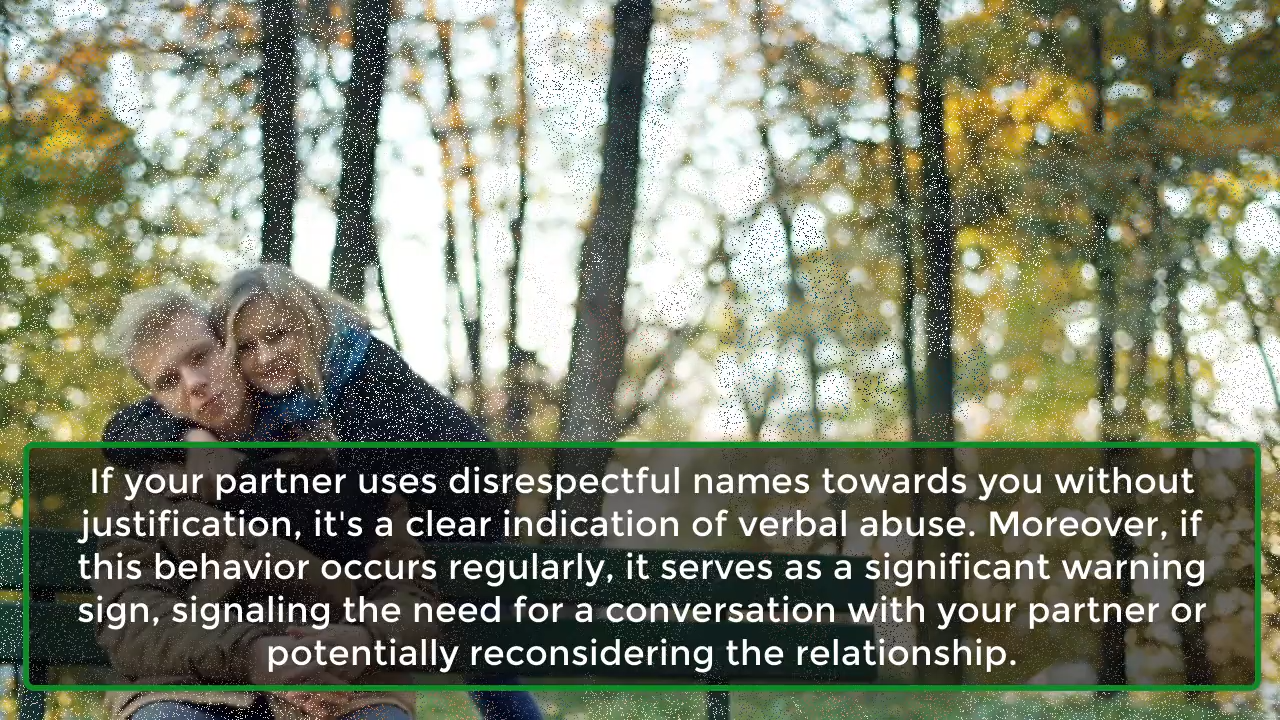 If your partner uses disrespectful names towards you without
justification, it's a clear indication of verbal abuse. Moreover, if
this behavior occurs regularly, it serves as a significant warning
sign, signaling the need for a conversation with your partner or
potentially reconsidering the relationship.